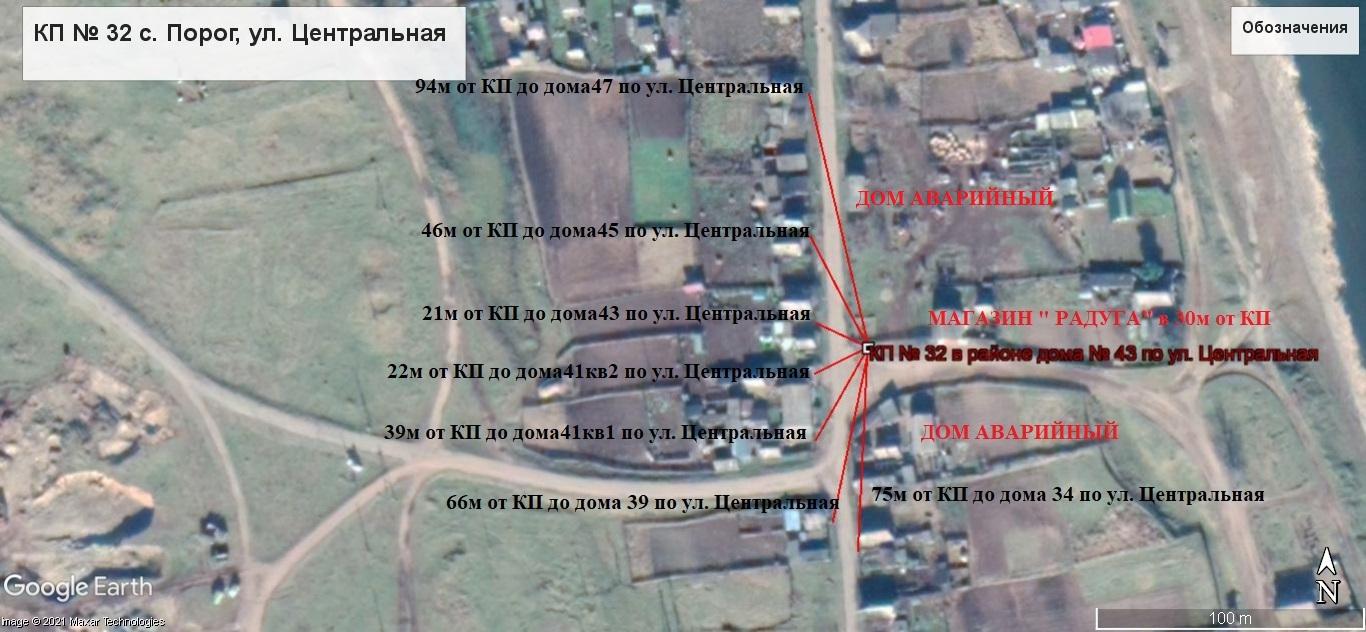 КП № 32 с. Порог, ул. Центральная
Обозначения
94м от КП до дома47 по ул. Центральная
ДОМ АВАРИЙНЫЙ
46м от КП до дома45 по ул. Центральная
21м от КП до дома43 по ул. Центральная
МАГАЗИН " РАДУГА" в 30м от КП
КП № 32 в районе дома № 43 по ул. Центральная
22м от КП до дома41кв2 по ул. Центральная
39м от КП до дома41кв1 по ул. Центральная
ДОМ АВАРИЙНЫЙ
66м от КП до дома 39 по ул. Центральная
75м от КП до дома 34 по ул. Центральная
Google Earth
Image © 2021 Maxar Technologies
N
100 m